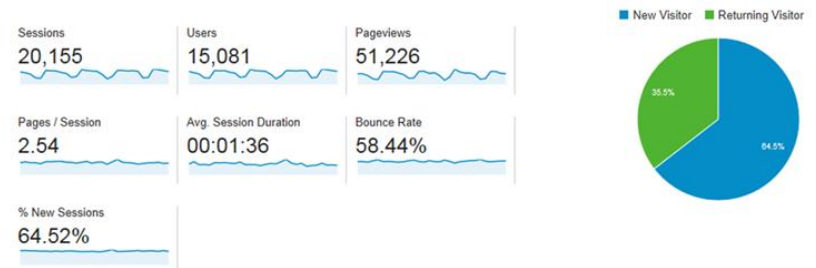 Sessions
20,155
Users
15,081
Pageviews
51,226
Pages / Session
2.54
Avg. Session Duration
00:01:36
Bounce Rate
58.44%
% New Sessions
64.52%
New Visitor
Returning Visitor
35.5%
64.5%